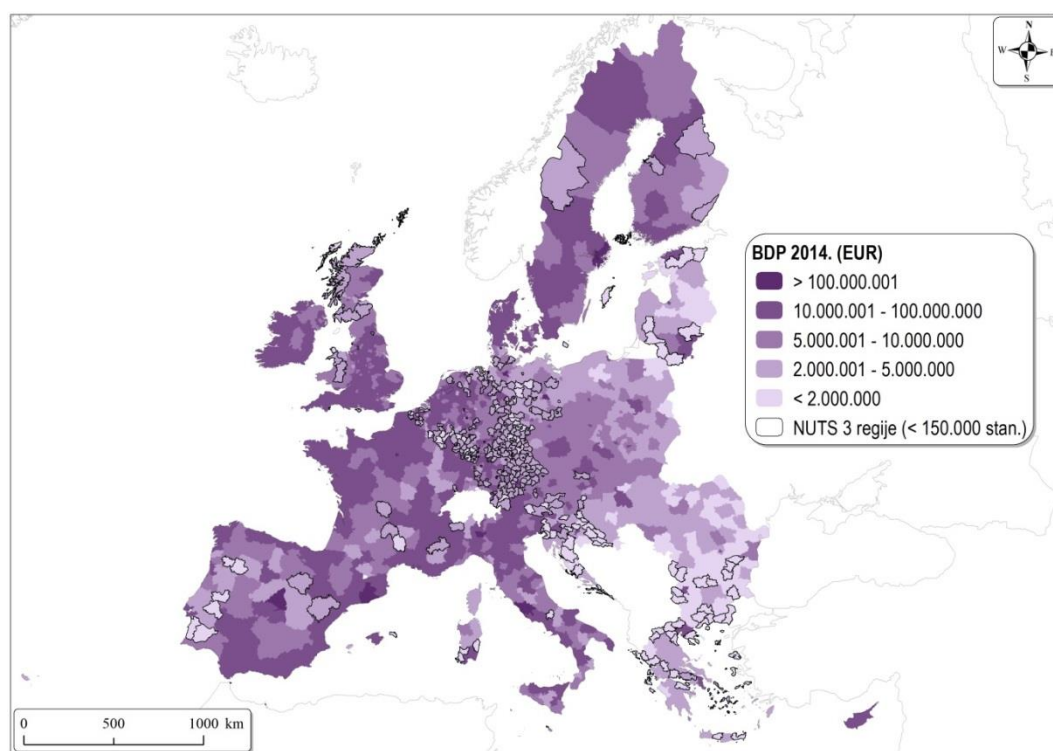 N
W
E
S
BDP 2014. (EUR)
> 100.000.001
10.000.001 - 100.000.000
5.000.001 - 10.000.000
2.000.001 - 5.000.000
< 2.000.000
NUTS 3 regije (< 150.000 stan.)
0 500 1000 km